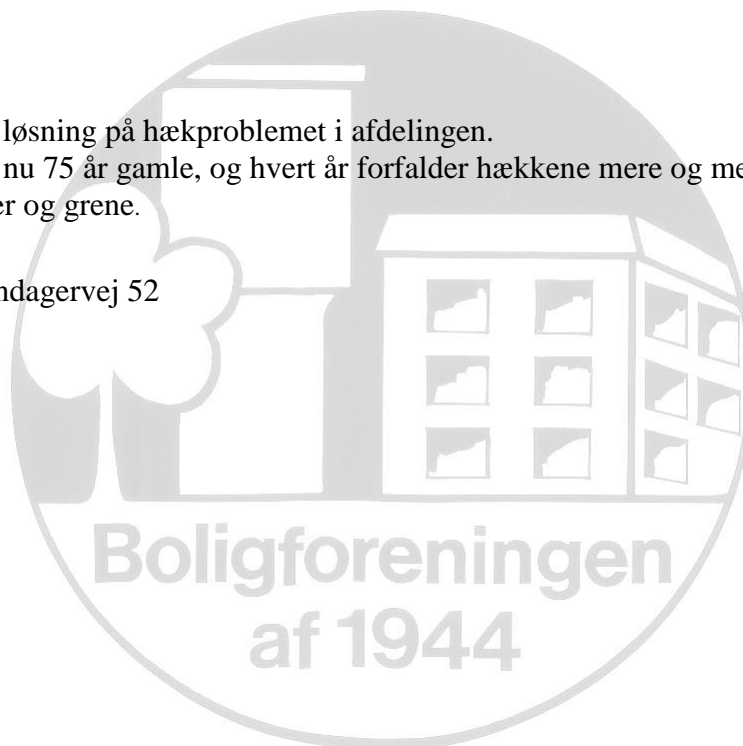 løsning på hækproblemet i afdelingen.
nu 75 år gamle, og hvert år forfalder hækkene mere og me
er og grene.
ndagervej 52
Boligforeningen
af 1944